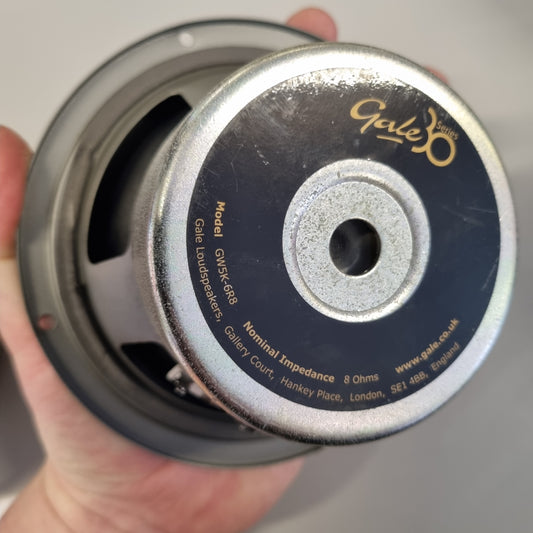 Gale 30
Series
Model GW5K-6R8
Nominal Impedance 8 Ohms
www.gale.co.uk
Gale Loudspeakers, Gallery Court, Hankey Place, London, SE1 4BB, England